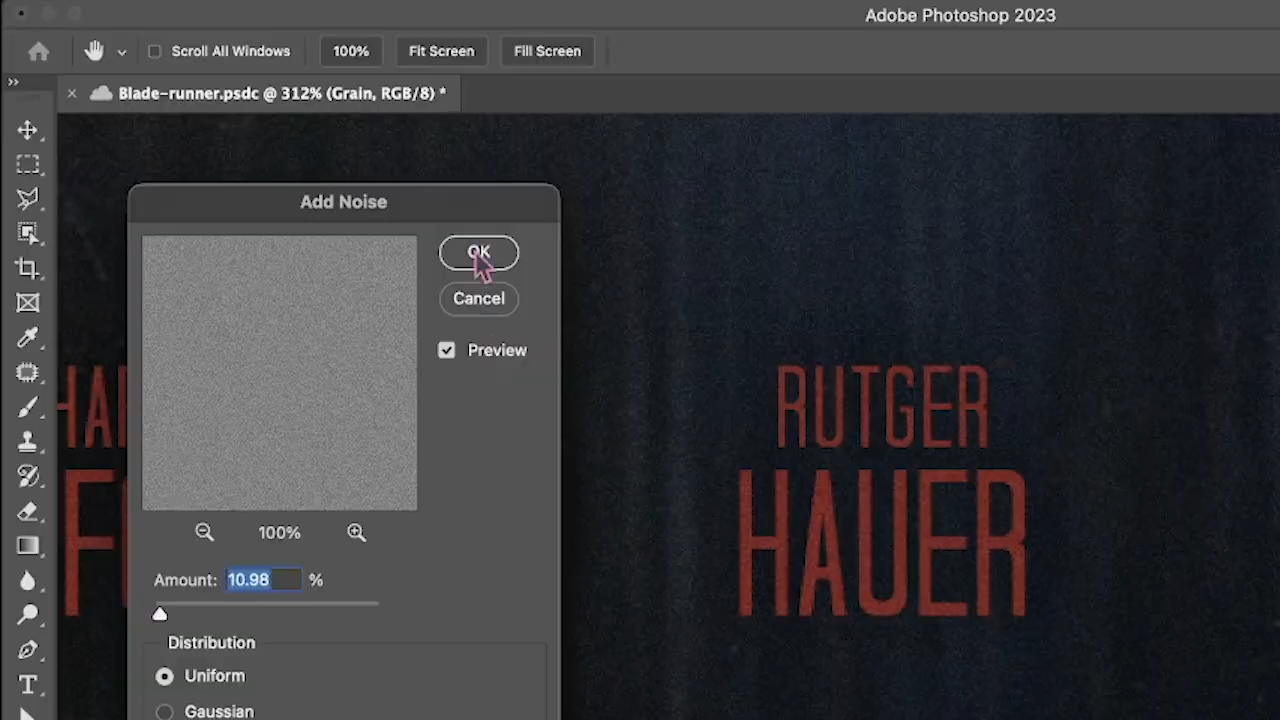 Adobe Photoshop 2023
Scroll All Windows 100% Fit Screen Fill Screen
Blade-runner.psdc @ 312% (Grain, RGB/8) *
Add Noise
OK
Cancel
Preview
100%
Amount: 10.98 %
Distribution
Uniform
Gaussian
RUTGER
HAUER